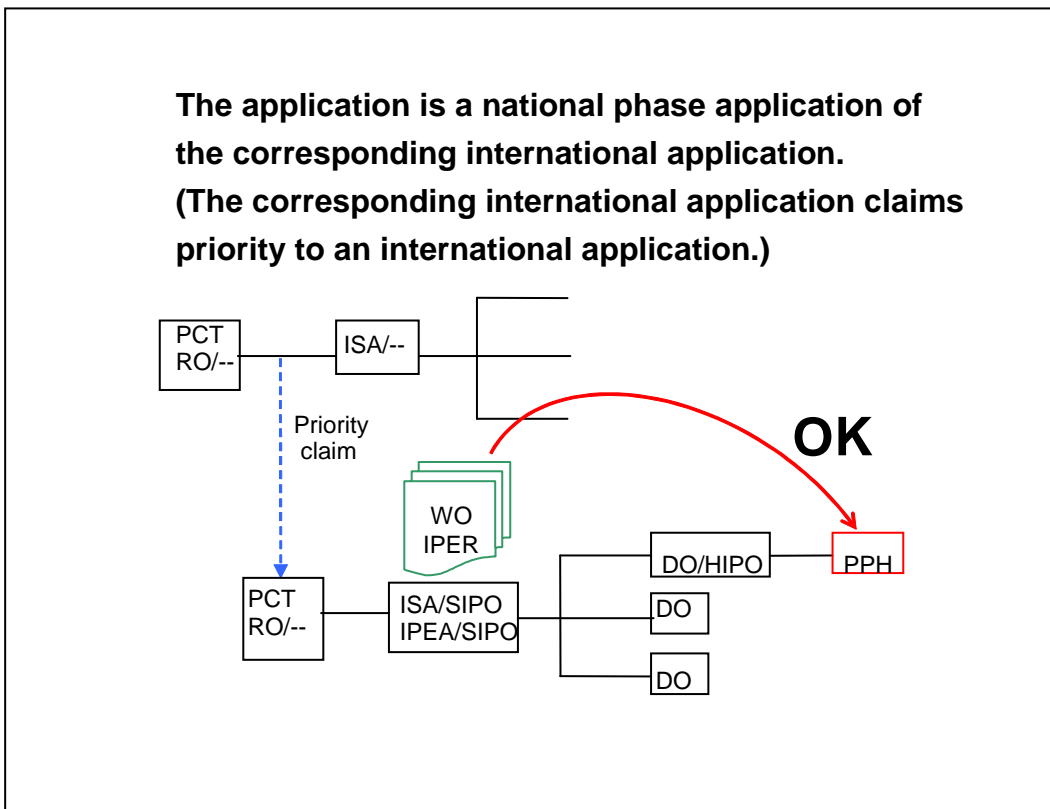 The application is a national phase application of
the corresponding international application.
(The corresponding international application claims
priority to an international application.)
PCT
RO/--
ISA/--
Priority
claim
OK
WO
IPER
DO/HIPO
PPH
PCT
RO/--
ISA/SIPO
IPEA/SIPO
DO
DO